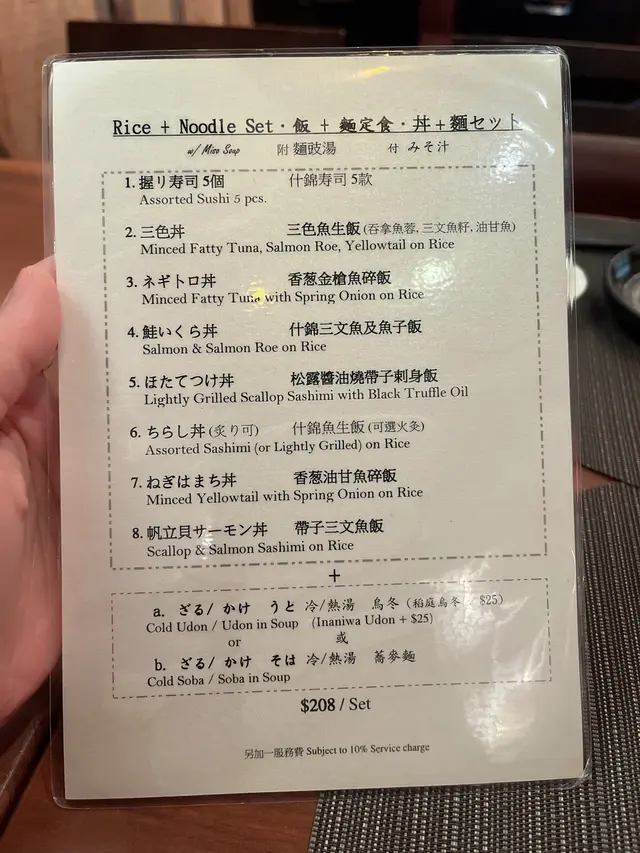 Rice + Noodle Set · 飯 + 麵定食 · 丼+麵セット
w/ Miso Soup 附 麵豉湯 付 みそ汁
1. 握リ寿司 5個 什錦寿司 5款
Assorted Sushi 5 pcs.
2. 三色丼 三色魚生飯 (吞拿魚蓉, 三文魚籽, 油甘魚)
Minced Fatty Tuna, Salmon Roe, Yellowtail on Rice
3. ネギトロ丼 香葱金槍魚碎飯
Minced Fatty Tuna with Spring Onion on Rice
4. 鮭いくら丼 什錦三文魚及魚子飯
Salmon & Salmon Roe on Rice
5. ほたてつけ丼 松露醬油燒帶子刺身飯
Lightly Grilled Scallop Sashimi with Black Truffle Oil
6. ちらし丼 (炙り可) 什錦魚生飯 (可選火炙)
Assorted Sashimi (or Lightly Grilled) on Rice
7. ねぎはまち丼 香葱油甘魚碎飯
Minced Yellowtail with Spring Onion on Rice
8. 帆立貝サーモン丼 帶子三文魚飯
Scallop & Salmon Sashimi on Rice
+
a. ざる/ かけ うと 冷/熱湯 烏冬 (稻庭烏冬 $25)
Cold Udon / Udon in Soup (Inaniwa Udon + $25)
or 或
b. ざる/ かけ そは 冷/熱湯 蕎麥麵
Cold Soba / Soba in Soup
$208 / Set
另加一服務費 Subject to 10% Service charge